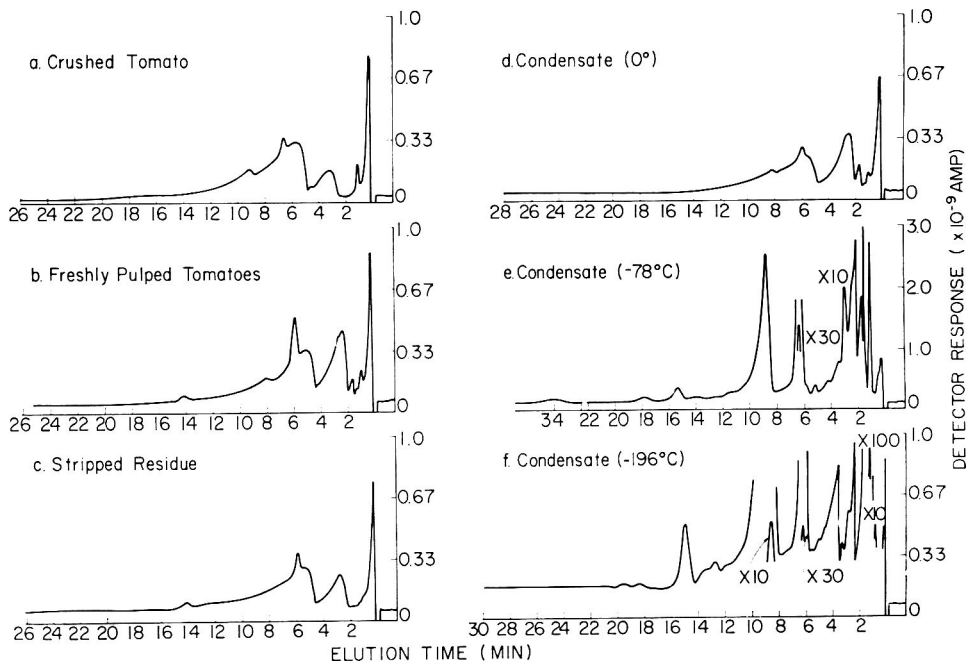 1.0
a. Crushed Tomato
0.67
0.33
0
26 24 22 20 18 16 14 12 10 8 6 4 2
1.0
b. Freshly Pulped Tomatoes
0.67
0.33
0
26 24 22 20 18 16 14 12 10 8 6 4 2
1.0
c. Stripped Residue
0.67
0.33
0
26 24 22 20 18 16 14 12 10 8 6 4 2
1.0
d. Condensate (0°)
0.67
0.33
0
28 26 24 22 20 18 16 14 12 10 8 6 4 2
3.0
e. Condensate (-78°C)
X10
2.0
X30
1.0
0
34 22 20 18 16 14 12 10 8 6 4 2
1.0
f. Condensate (-196°C)
X100
0.67
X10
0.33
X10
X30
0
30 28 26 24 22 20 18 16 14 12 10 8 6 4 2
ELUTION TIME (MIN)
DETECTOR RESPONSE (x10⁻⁹ AMP)